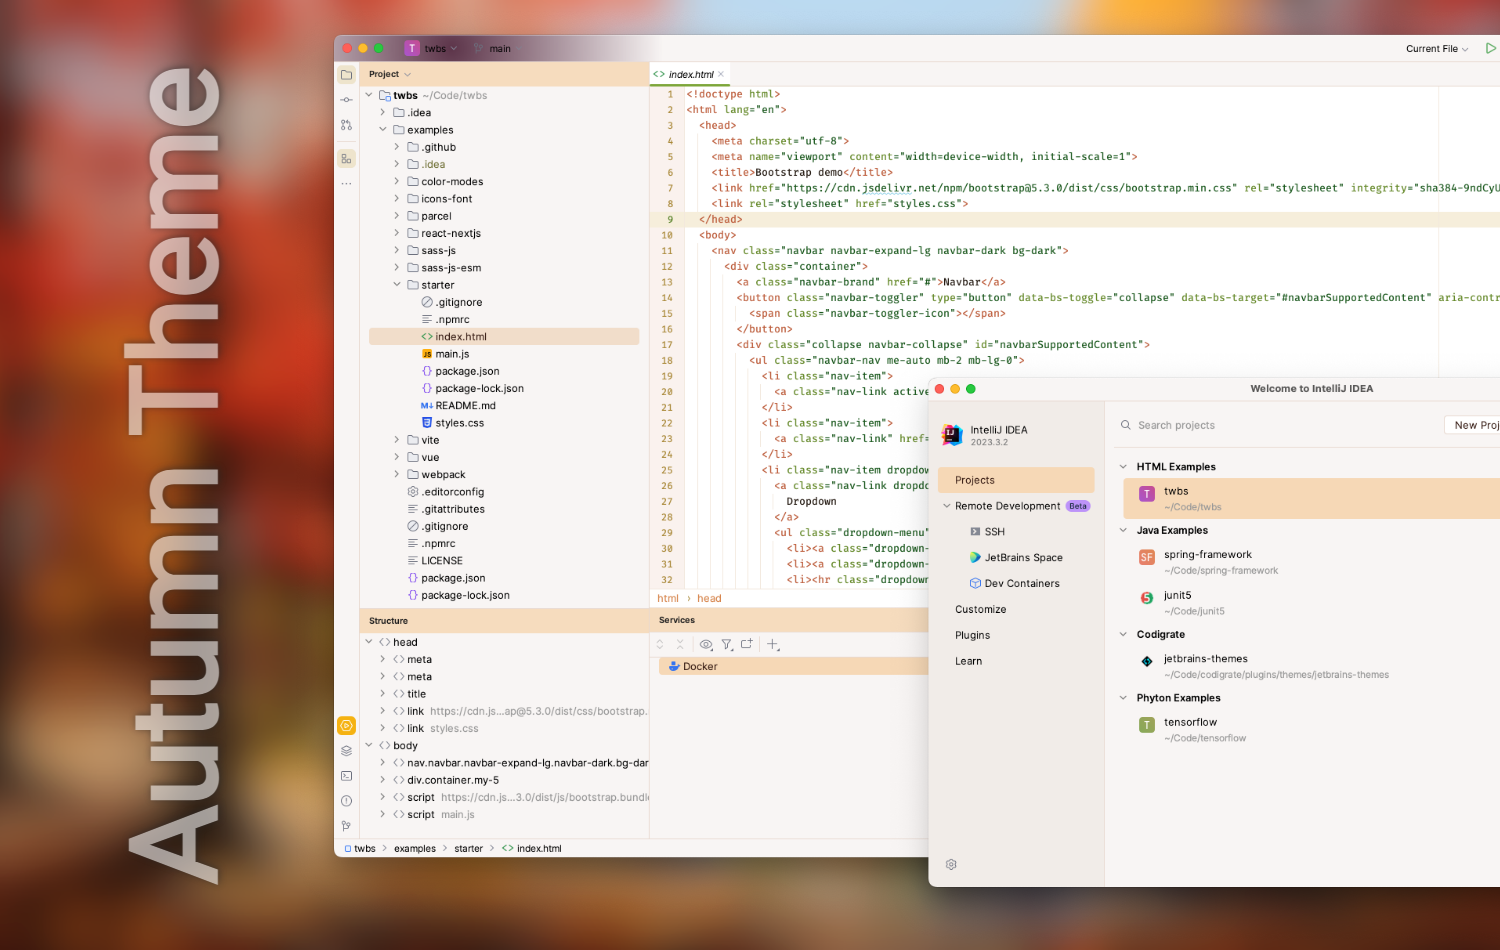 Autumn Theme
T twbs
main
Current File
Project
twbs ~/Code/twbs
.idea
examples
.github
.idea
color-modes
icons-font
parcel
react-nextjs
sass-js
sass-js-esm
starter
.gitignore
.npmrc
index.html
main.js
package.json
package-lock.json
README.md
styles.css
vite
vue
webpack
.editorconfig
.gitattributes
.gitignore
.npmrc
LICENSE
package.json
package-lock.json
Structure
head
meta
meta
title
link https://cdn.js...ap@5.3.0/dist/css/bootstrap.
link styles.css
body
nav.navbar.navbar-expand-lg.navbar-dark.bg-dar
div.container.my-5
script https://cdn.js...3.0/dist/js/bootstrap.bundl
script main.js
twbs > examples > starter > <> index.html
<> index.html
1 <!doctype html>
2 <html lang="en">
3 <head>
4 <meta charset="utf-8">
5 <meta name="viewport" content="width=device-width, initial-scale=1">
6 <title>Bootstrap demo</title>
7 <link href="https://cdn.jsdelivr.net/npm/bootstrap@5.3.0/dist/css/bootstrap.min.css" rel="stylesheet" integrity="sha384-9ndCyU
8 <link rel="stylesheet" href="styles.css">
9 </head>
10 <body>
11 <nav class="navbar navbar-expand-lg navbar-dark bg-dark">
12 <div class="container">
13 <a class="navbar-brand" href="#">Navbar</a>
14 <button class="navbar-toggler" type="button" data-bs-toggle="collapse" data-bs-target="#navbarSupportedContent" aria-contr
15 <span class="navbar-toggler-icon"></span>
16 </button>
17 <div class="collapse navbar-collapse" id="navbarSupportedContent">
18 <ul class="navbar-nav me-auto mb-2 mb-lg-0">
19 <li class="nav-item">
20 <a class="nav-link active
21 </li>
22 <li class="nav-item">
23 <a class="nav-link" href=
24 </li>
25 <li class="nav-item dropdow
26 <a class="nav-link dropdo
27 Dropdown
28 </a>
29 <ul class="dropdown-menu"
30 <li><a class="dropdown-
31 <li><a class="dropdown-
32 <li><hr class="dropdown
html > head
Services
Docker
Welcome to IntelliJ IDEA
IntelliJ IDEA
2023.3.2
Projects
Remote Development Beta
SSH
JetBrains Space
Dev Containers
Customize
Plugins
Learn
Search projects
New Proj
HTML Examples
T twbs
~/Code/twbs
Java Examples
SF spring-framework
~/Code/spring-framework
junit5
~/Code/junit5
Codigrate
jetbrains-themes
~/Code/codigrate/plugins/themes/jetbrains-themes
Phyton Examples
T tensorflow
~/Code/tensorflow